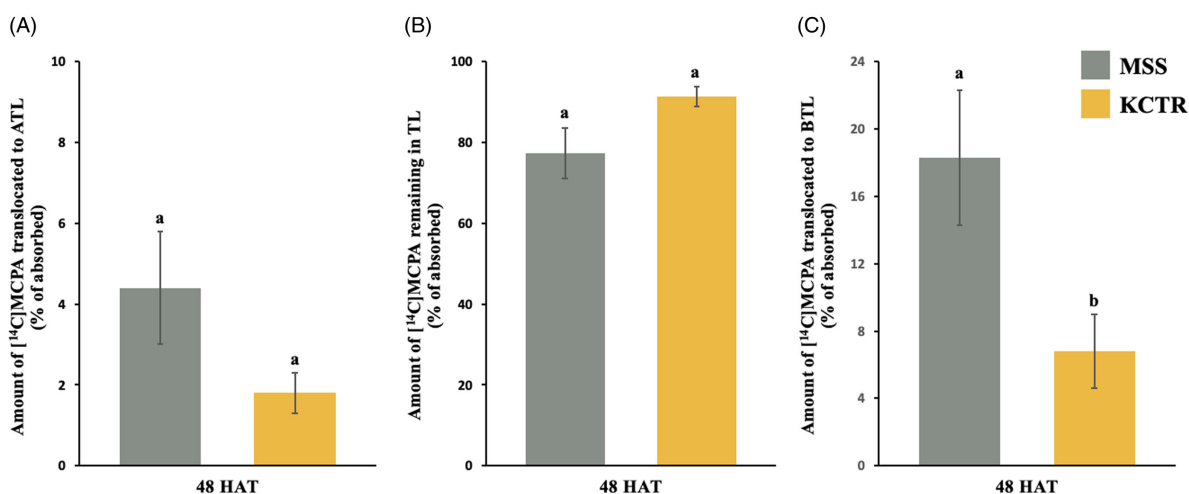 (A)
Amount of [¹⁴C]MCPA translocated to ATL
(% of absorbed)
10
8
6
4
2
0
a
a
48 HAT
(B)
Amount of [¹⁴C]MCPA remaining in TL
(% of absorbed)
100
80
60
40
20
0
a
a
48 HAT
(C)
Amount of [¹⁴C]MCPA translocated to BTL
(% of absorbed)
24
20
16
12
8
4
0
a
b
48 HAT
MSS
KCTR